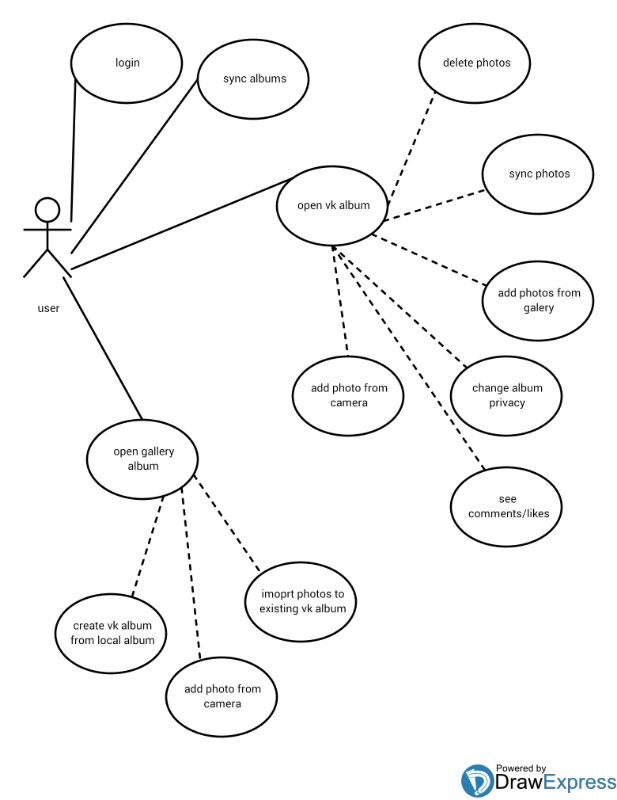 login
sync albums
delete photos
sync photos
open vk album
add photos from
galery
user
add photo from
camera
change album
privacy
open gallery
album
see
comments/likes
imoprt photos to
existing vk album
create vk album
from local album
add photo from
camera
Powered by
DrawExpress